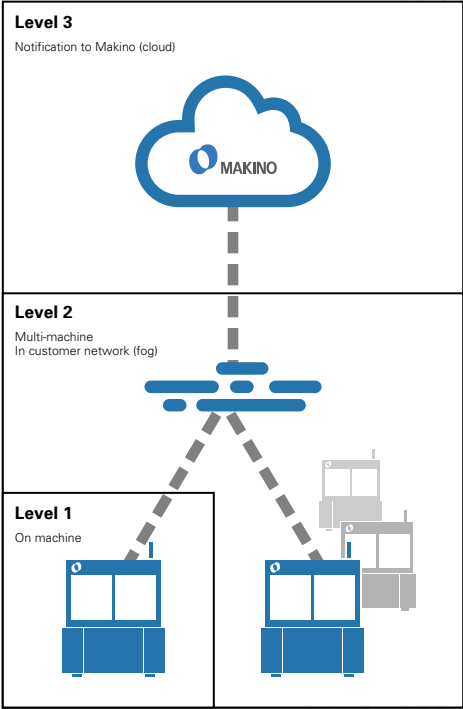 Level 3
Notification to Makino (cloud)
MAKINO
Level 2
Multi-machine
In customer network (fog)
Level 1
On machine